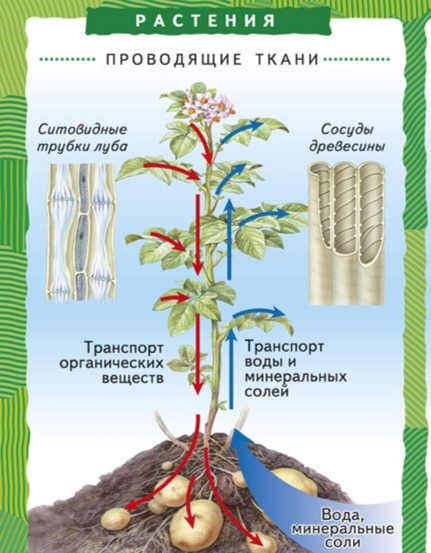 РАСТЕНИЯ
ПРОВОДЯЩИЕ ТКАНИ
Ситовидные
трубки луба
Сосуды
древесины
Транспорт
органических
веществ
Транспорт
воды и
минеральных
солей
Вода,
минеральные
соли